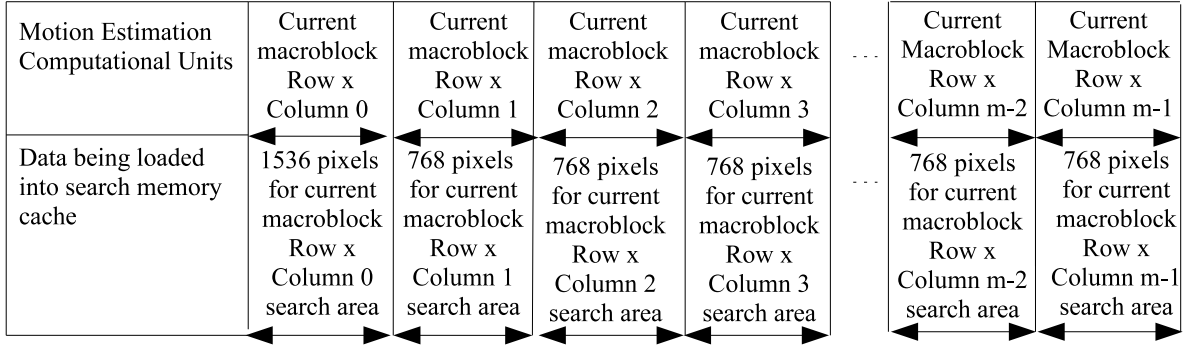 Motion Estimation
Computational Units
Current
macroblock
Row x
Column 0
Current
macroblock
Row x
Column 1
Current
macroblock
Row x
Column 2
Current
macroblock
Row x
Column 3
- - -
Current
Macroblock
Row x
Column m-2
Current
Macroblock
Row x
Column m-1
Data being loaded
into search memory
cache
1536 pixels
for current
macroblock
Row x
Column 0
search area
768 pixels
for current
macroblock
Row x
Column 1
search area
768 pixels
for current
macroblock
Row x
Column 2
search area
768 pixels
for current
macroblock
Row x
Column 3
search area
- - -
768 pixels
for current
macroblock
Row x
Column m-2
search area
768 pixels
for current
macroblock
Row x
Column m-1
search area